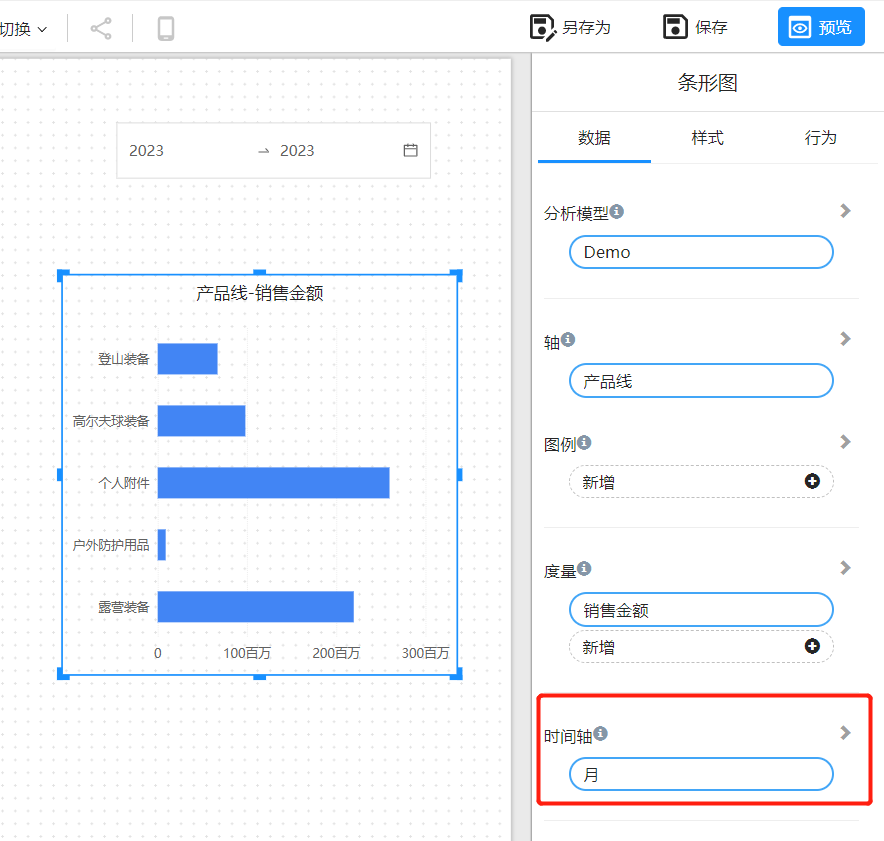 切换
另存为
保存
预览
2023 → 2023
产品线-销售金额
登山装备
高尔夫球装备
个人附件
户外防护用品
露营装备
0 100百万 200百万 300百万
条形图
数据 样式 行为
分析模型
Demo
轴
产品线
图例
新增
度量
销售金额
新增
时间轴
月